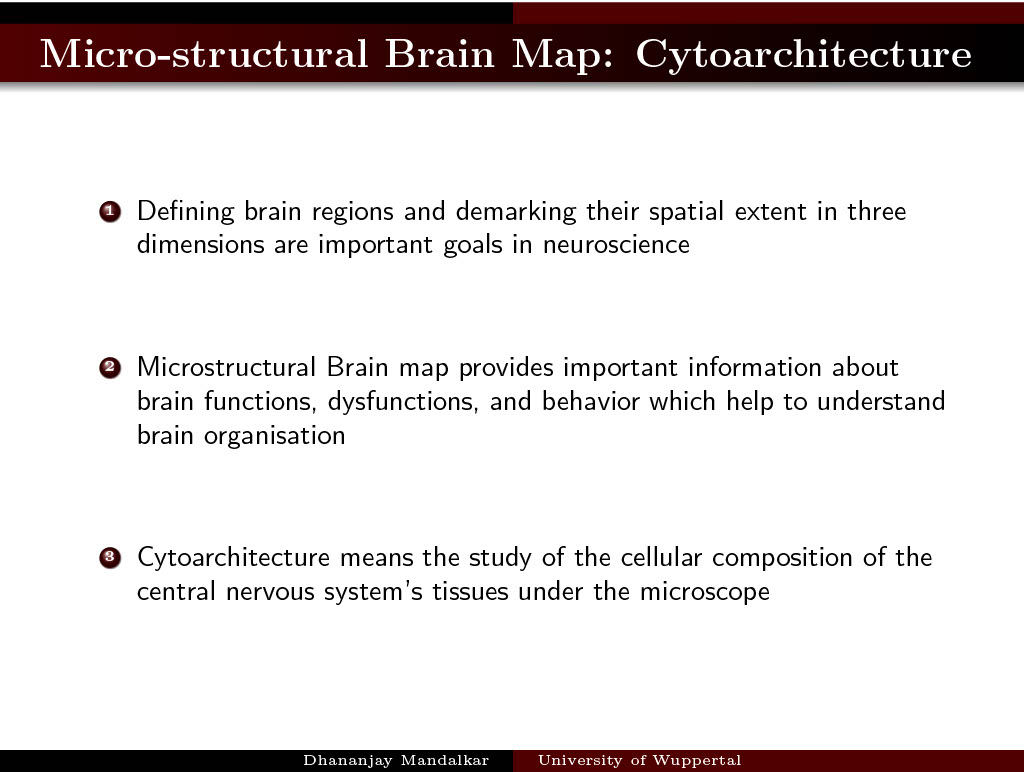 Micro-structural Brain Map: Cytoarchitecture
1 Defining brain regions and demarking their spatial extent in three
dimensions are important goals in neuroscience
2 Microstructural Brain map provides important information about
brain functions, dysfunctions, and behavior which help to understand
brain organisation
3 Cytoarchitecture means the study of the cellular composition of the
central nervous system's tissues under the microscope
Dhananjay Mandalkar University of Wuppertal